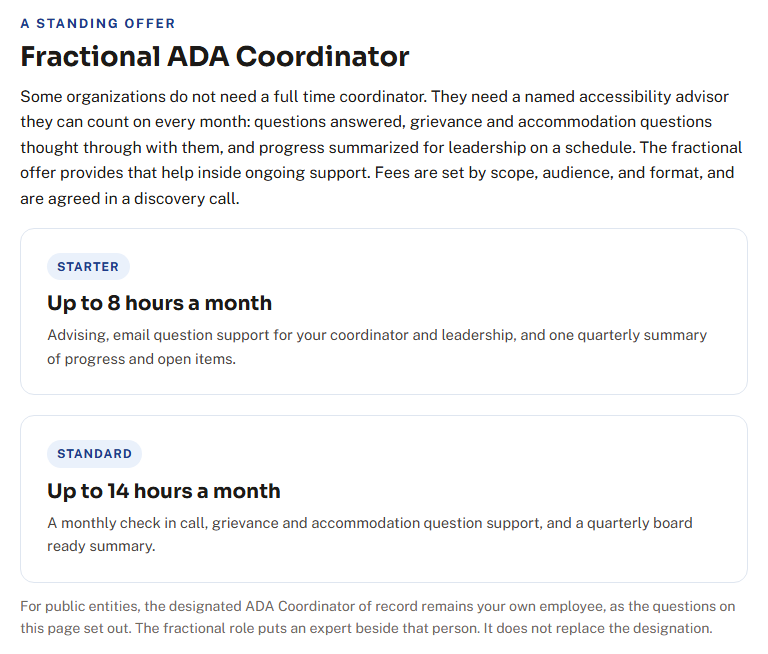 A STANDING OFFER
Fractional ADA Coordinator
Some organizations do not need a full time coordinator. They need a named accessibility advisor
they can count on every month: questions answered, grievance and accommodation questions
thought through with them, and progress summarized for leadership on a schedule. The fractional
offer provides that help inside ongoing support. Fees are set by scope, audience, and format, and
are agreed in a discovery call.
STARTER
Up to 8 hours a month
Advising, email question support for your coordinator and leadership, and one quarterly summary
of progress and open items.
STANDARD
Up to 14 hours a month
A monthly check in call, grievance and accommodation question support, and a quarterly board
ready summary.
For public entities, the designated ADA Coordinator of record remains your own employee, as the questions on
this page set out. The fractional role puts an expert beside that person. It does not replace the designation.